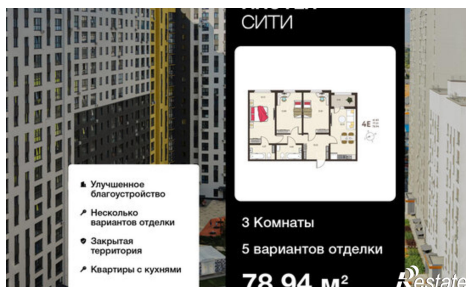 СИТИ
4Е
Улучшенное
благоустройство
Несколько
вариантов отделки
Закрытая
территория
Квартиры с кухнями
3 Комнаты
5 вариантов отделки
78.94 м²
Restate